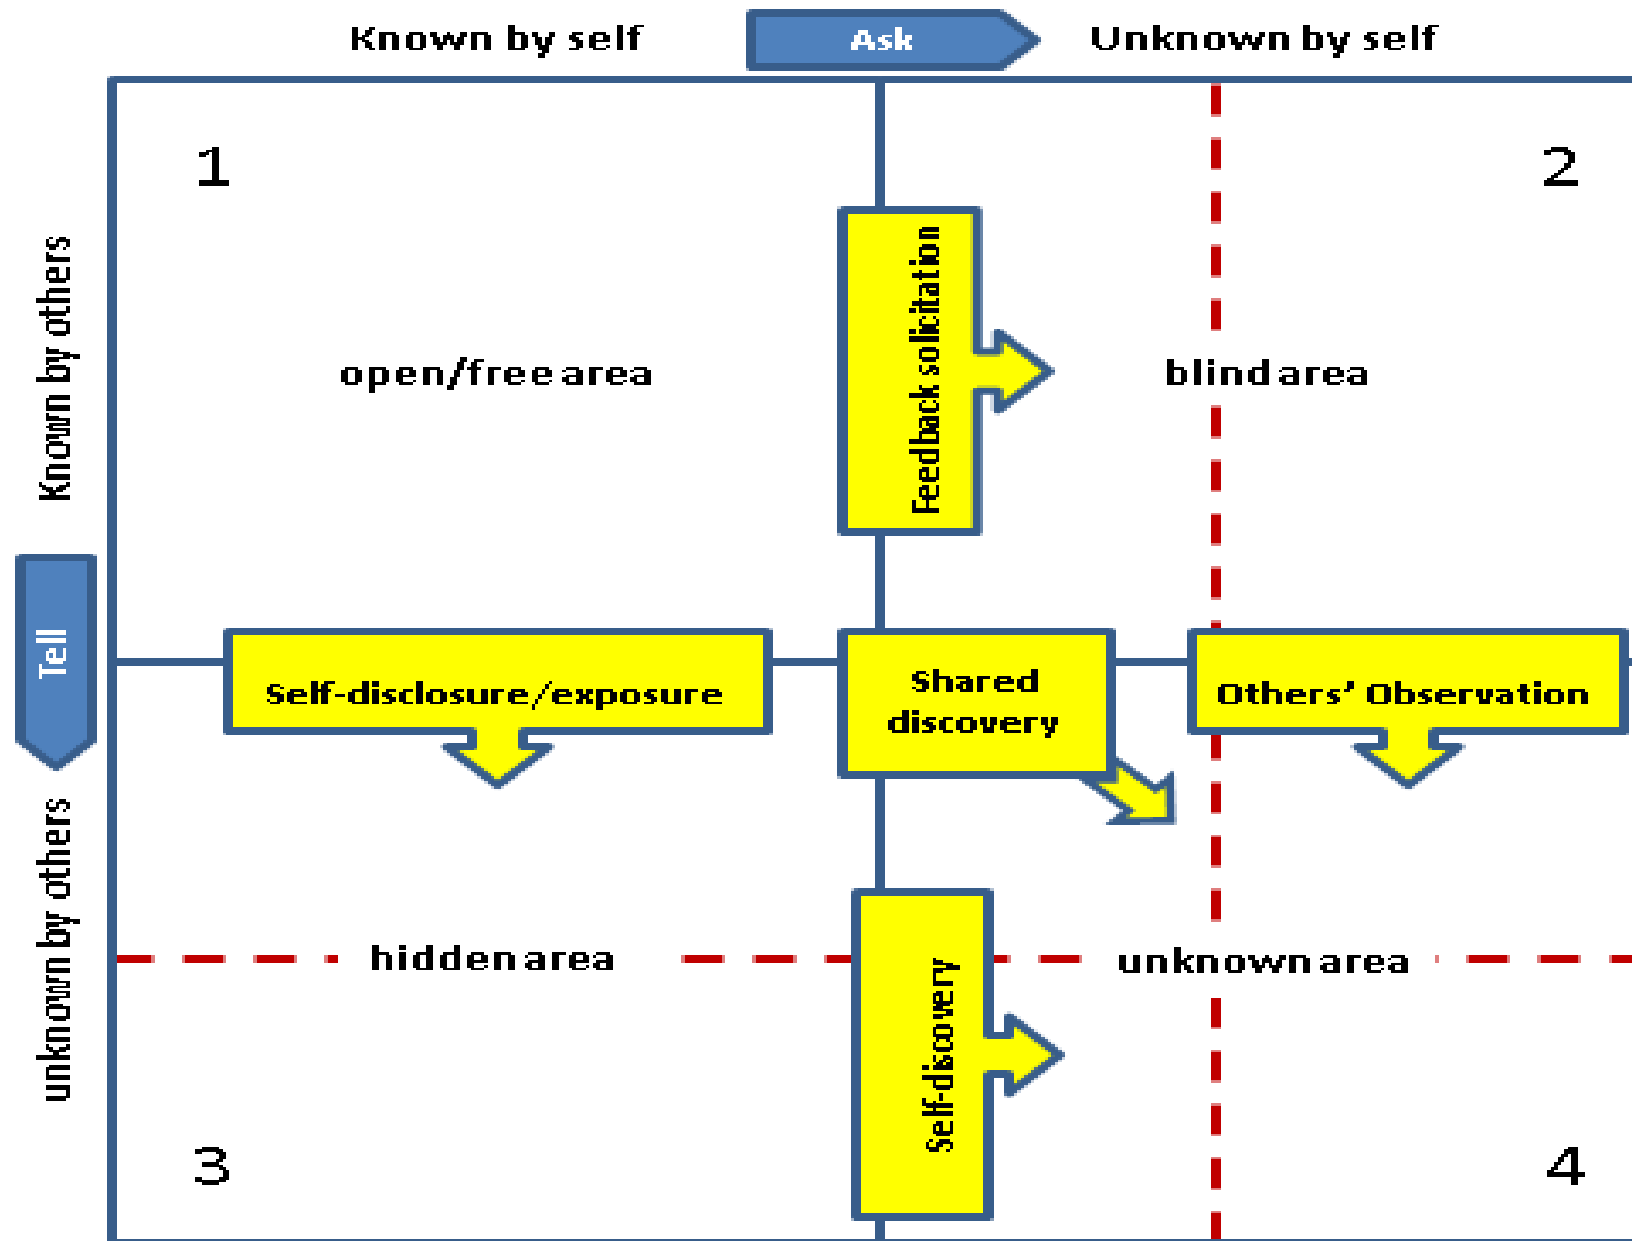 Known by self
Ask
Unknown by self
1
2
Known by others
Feedback solicitation
open/free area
blind area
Tell
Self-disclosure/exposure
Shared
discovery
Others’ Observation
unknown by others
hidden area
Self-discovery
unknown area
3
4